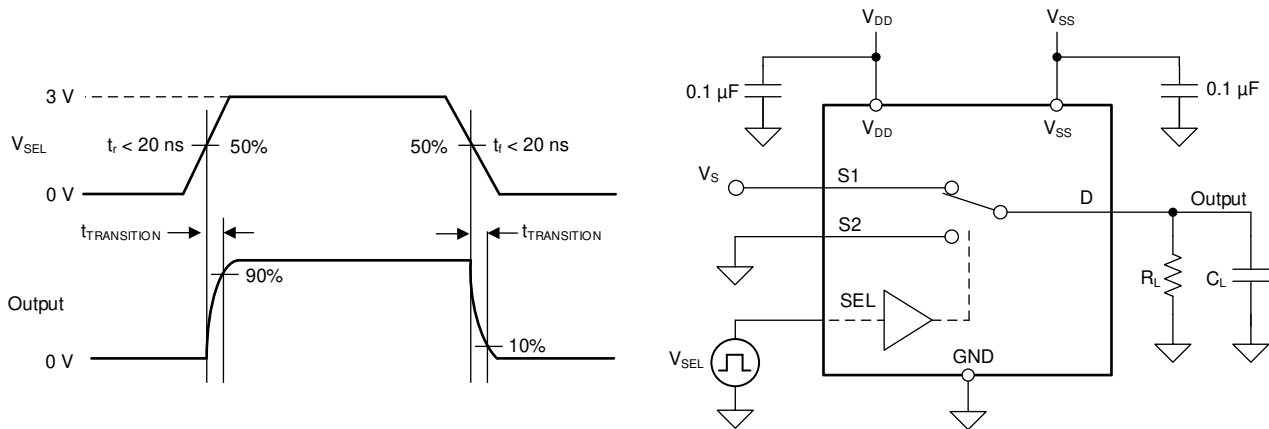 3 V
V_SEL
t_r < 20 ns
50%
50%
t_f < 20 ns
0 V
t_TRANSITION
t_TRANSITION
90%
Output
0 V
10%
V_DD
V_SS
0.1 µF
0.1 µF
V_DD
V_SS
V_S
S1
D
Output
S2
R_L
C_L
SEL
V_SEL
GND